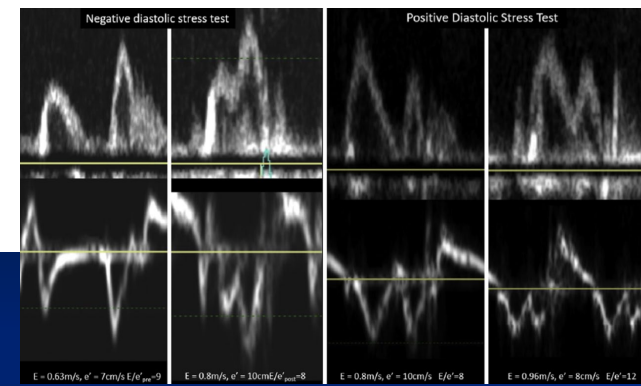 Negative diastolic stress test
Positive Diastolic Stress Test
E = 0.63m/s, e' = 7cm/s E/e'pre=9
E = 0.8m/s, e' = 10cmE/e'post=8
E = 0.8m/s, e' = 10cm/s E/e'=8
E = 0.96m/s, e' = 8cm/s E/e'=12